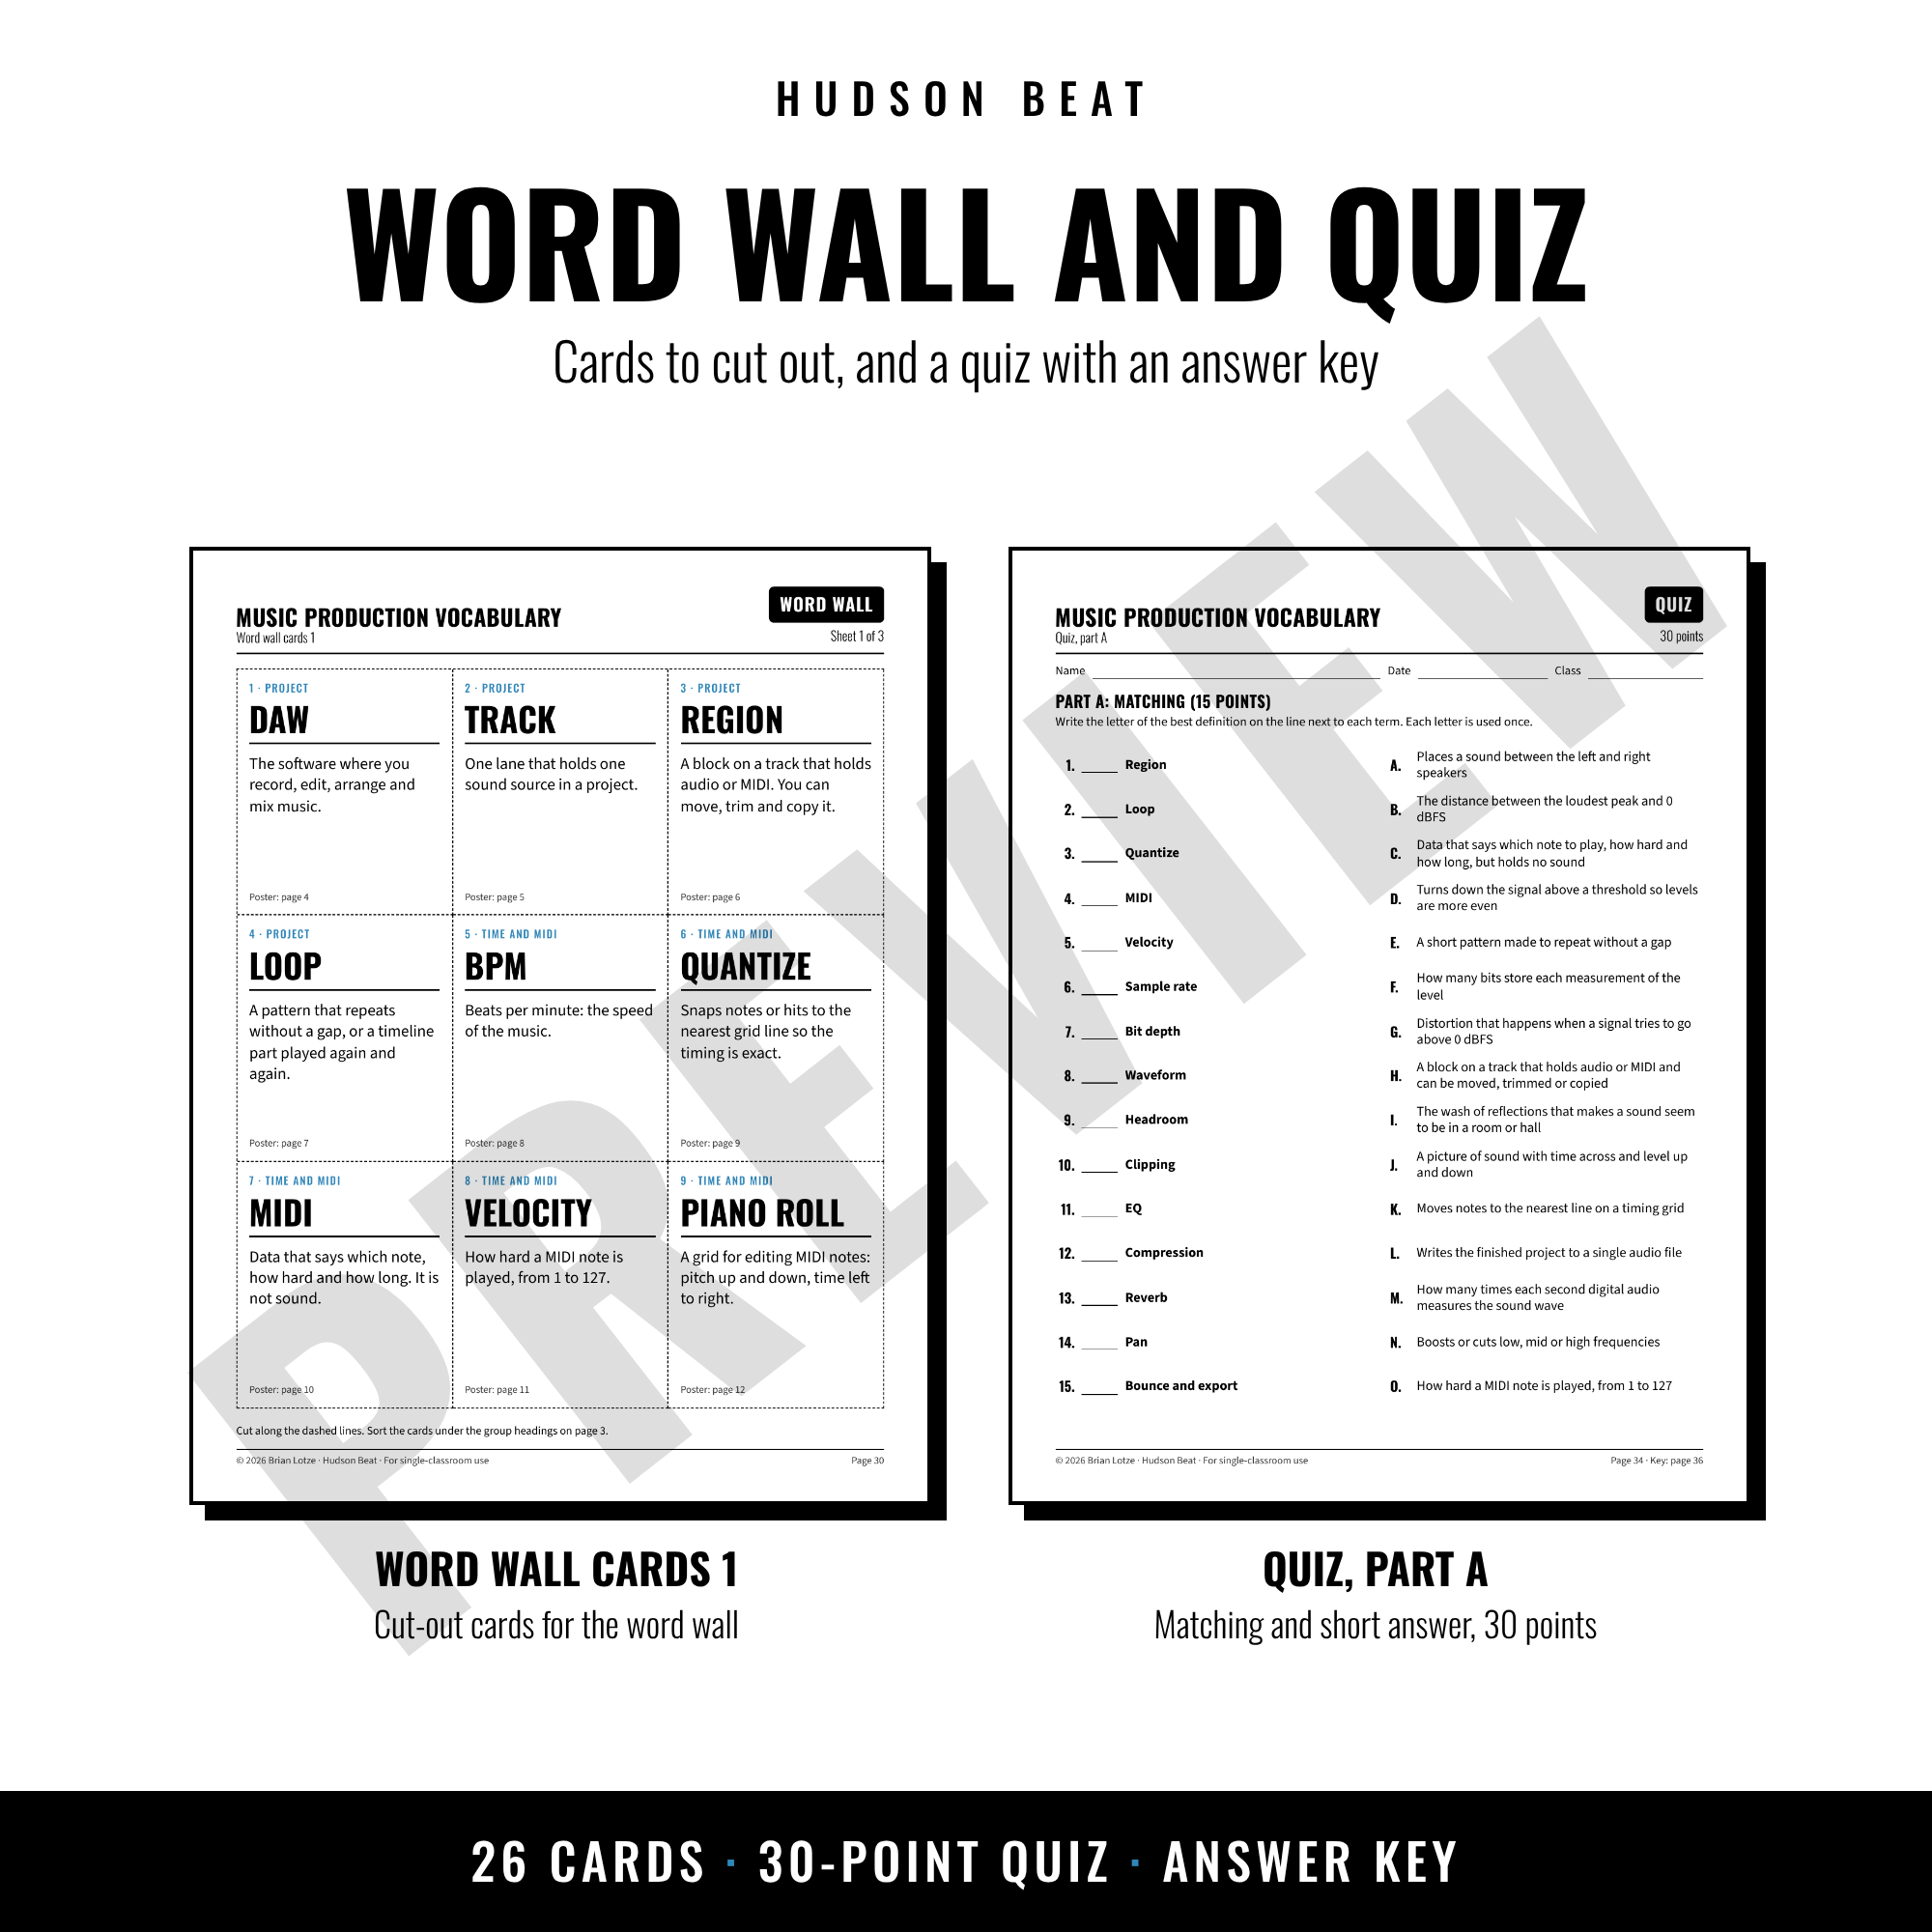 HUDSON BEAT
WORD WALL AND QUIZ
Cards to cut out, and a quiz with an answer key
PREVIEW
MUSIC PRODUCTION VOCABULARY
Word wall cards 1
WORD WALL
Sheet 1 of 3
1 · PROJECT
DAW
The software where you
record, edit, arrange and
mix music.
Poster: page 4
2 · PROJECT
TRACK
One lane that holds one
sound source in a project.
Poster: page 5
3 · PROJECT
REGION
A block on a track that holds
audio or MIDI. You can
move, trim and copy it.
Poster: page 6
4 · PROJECT
LOOP
A pattern that repeats
without a gap, or a timeline
part played again and
again.
Poster: page 7
5 · TIME AND MIDI
BPM
Beats per minute: the speed
of the music.
Poster: page 8
6 · TIME AND MIDI
QUANTIZE
Snaps notes or hits to the
nearest grid line so the
timing is exact.
Poster: page 9
7 · TIME AND MIDI
MIDI
Data that says which note,
how hard and how long. It is
not sound.
Poster: page 10
8 · TIME AND MIDI
VELOCITY
How hard a MIDI note is
played, from 1 to 127.
Poster: page 11
9 · TIME AND MIDI
PIANO ROLL
A grid for editing MIDI notes:
pitch up and down, time left
to right.
Poster: page 12
Cut along the dashed lines. Sort the cards under the group headings on page 3.
© 2026 Brian Lotze · Hudson Beat · For single-classroom use
Page 30
WORD WALL CARDS 1
Cut-out cards for the word wall
MUSIC PRODUCTION VOCABULARY
Quiz, part A
QUIZ
30 points
Name
Date
Class
PART A: MATCHING (15 POINTS)
Write the letter of the best definition on the line next to each term. Each letter is used once.
1. Region
2. Loop
3. Quantize
4. MIDI
5. Velocity
6. Sample rate
7. Bit depth
8. Waveform
9. Headroom
10. Clipping
11. EQ
12. Compression
13. Reverb
14. Pan
15. Bounce and export
A. Places a sound between the left and right
speakers
B. The distance between the loudest peak and 0
dBFS
C. Data that says which note to play, how hard and
how long, but holds no sound
D. Turns down the signal above a threshold so levels
are more even
E. A short pattern made to repeat without a gap
F. How many bits store each measurement of the
level
G. Distortion that happens when a signal tries to go
above 0 dBFS
H. A block on a track that holds audio or MIDI and
can be moved, trimmed or copied
I. The wash of reflections that makes a sound seem
to be in a room or hall
J. A picture of sound with time across and level up
and down
K. Moves notes to the nearest line on a timing grid
L. Writes the finished project to a single audio file
M. How many times each second digital audio
measures the sound wave
N. Boosts or cuts low, mid or high frequencies
O. How hard a MIDI note is played, from 1 to 127
© 2026 Brian Lotze · Hudson Beat · For single-classroom use
Page 34 · Key: page 36
QUIZ, PART A
Matching and short answer, 30 points
26 CARDS · 30-POINT QUIZ · ANSWER KEY